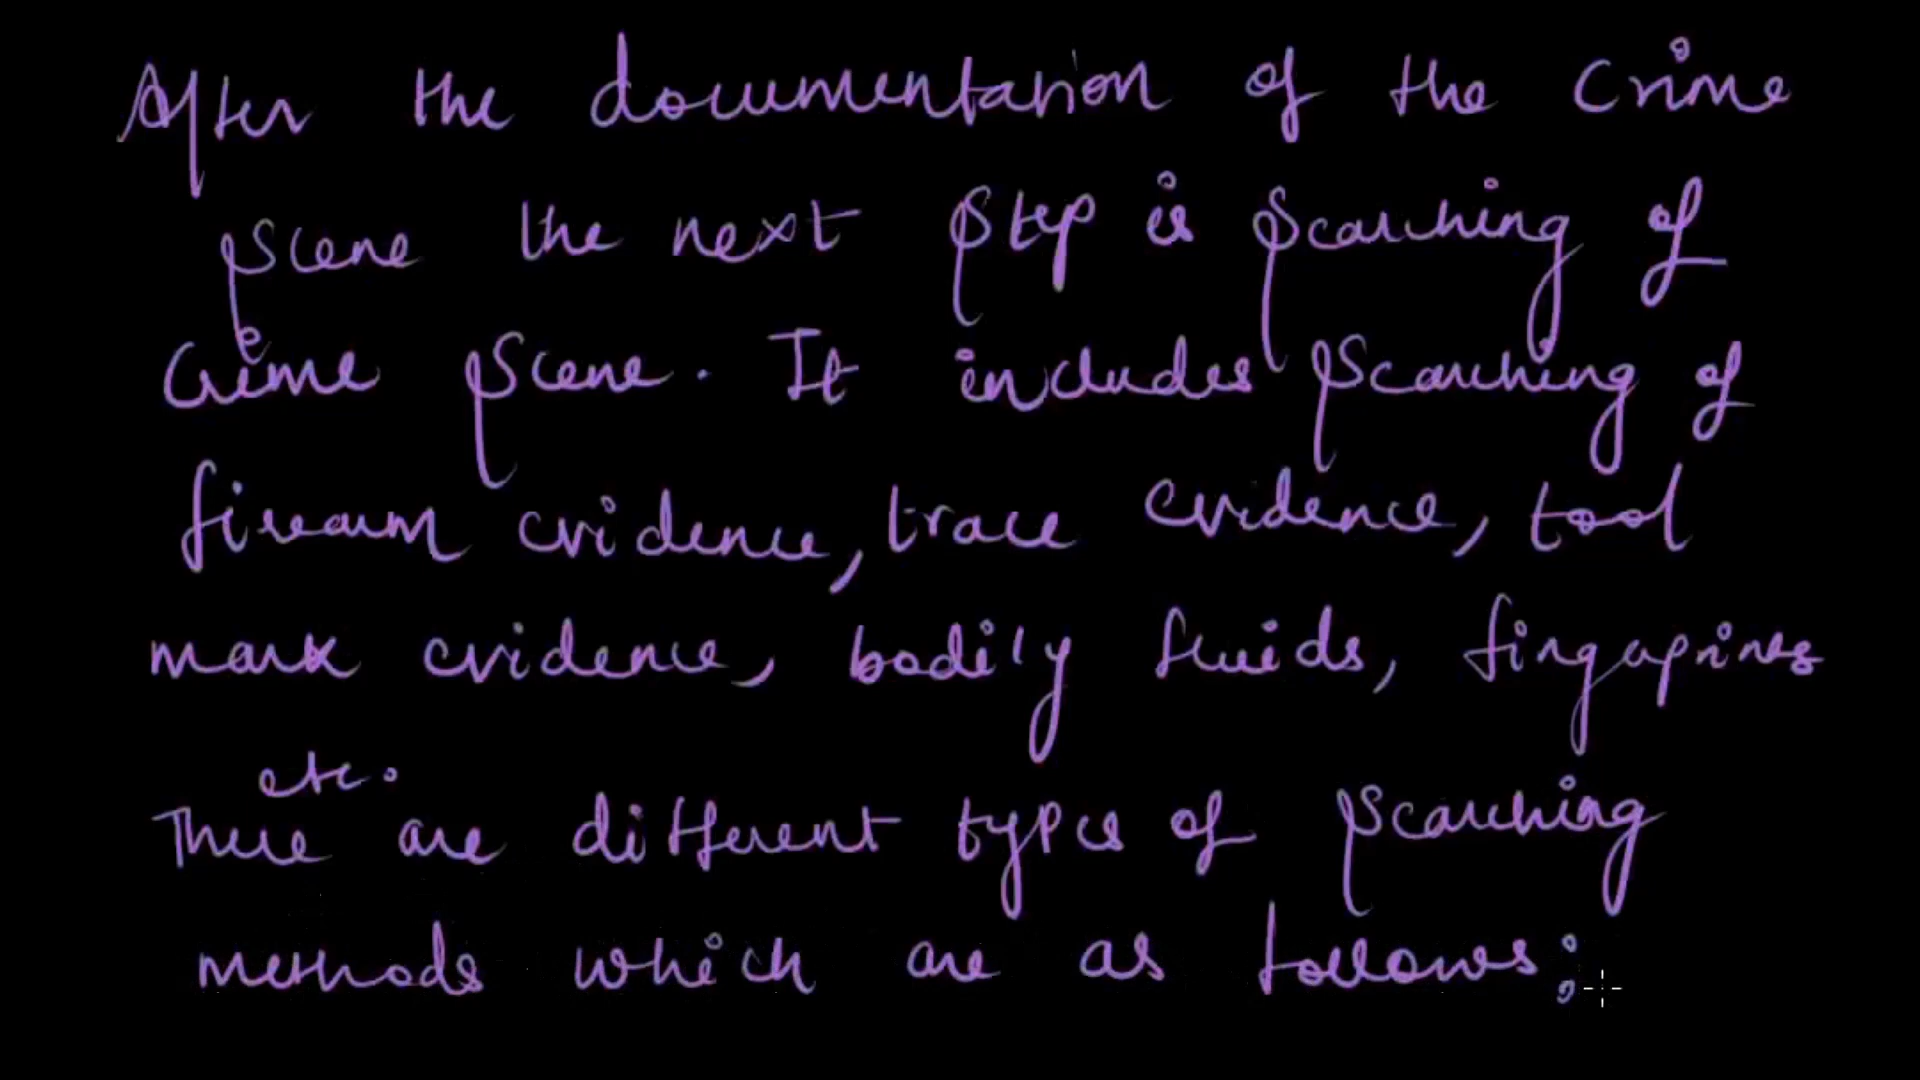 After the documentation of the Crime
Scene the next Step is Searching of
Crime Scene. It includes Searching of
firearm evidence, trace evidence, tool
mark evidence, bodily fluids, fingerprints
etc.
There are different types of Searching
methods which are as follows;